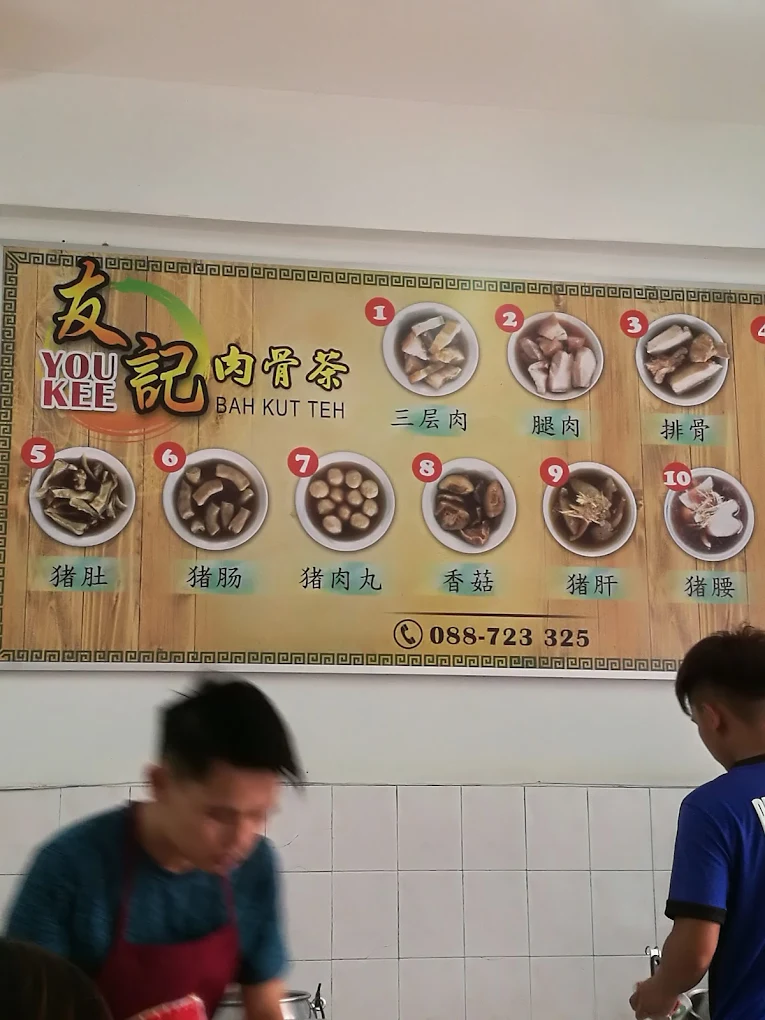 友記
YOU KEE
肉骨茶
BAH KUT TEH
1
三层肉
2
腿肉
3
排骨
5
猪肚
6
猪肠
7
猪肉丸
8
香菇
9
猪肝
10
猪腰
088-723 325